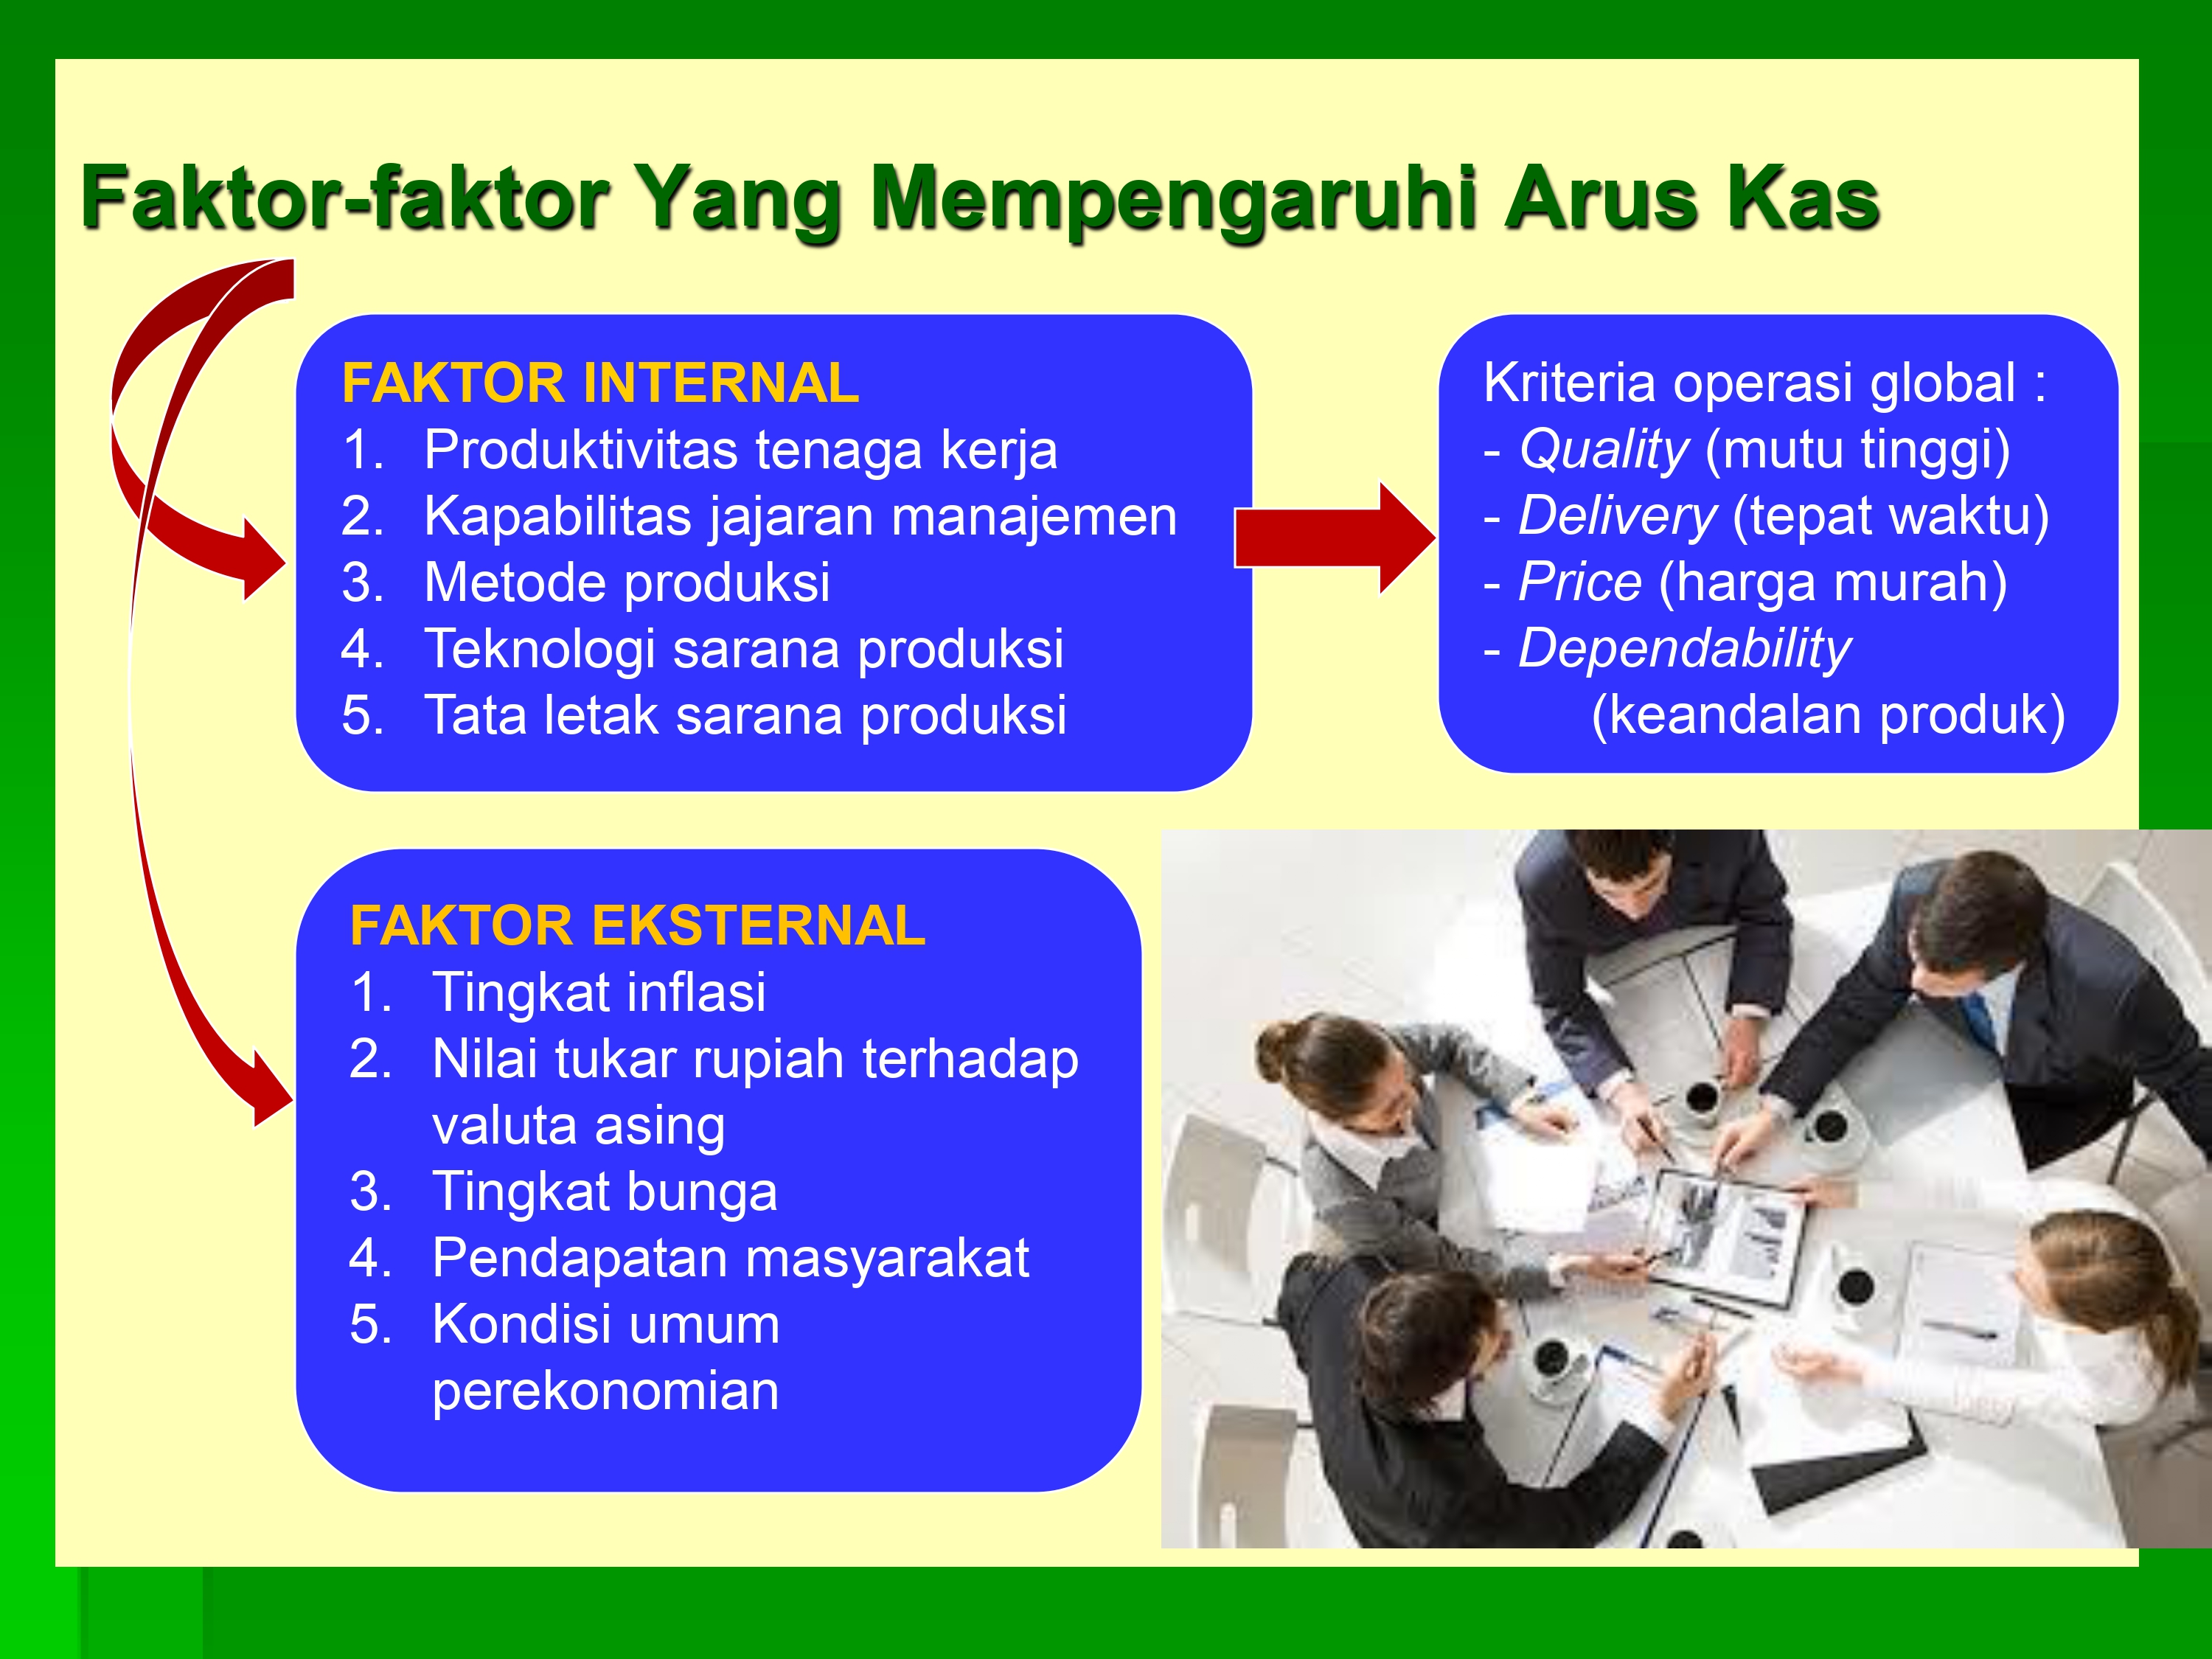 Faktor-faktor Yang Mempengaruhi Arus Kas
FAKTOR INTERNAL
1. Produktivitas tenaga kerja
2. Kapabilitas jajaran manajemen
3. Metode produksi
4. Teknologi sarana produksi
5. Tata letak sarana produksi
Kriteria operasi global :
- Quality (mutu tinggi)
- Delivery (tepat waktu)
- Price (harga murah)
- Dependability
(keandalan produk)
FAKTOR EKSTERNAL
1. Tingkat inflasi
2. Nilai tukar rupiah terhadap
valuta asing
3. Tingkat bunga
4. Pendapatan masyarakat
5. Kondisi umum
perekonomian